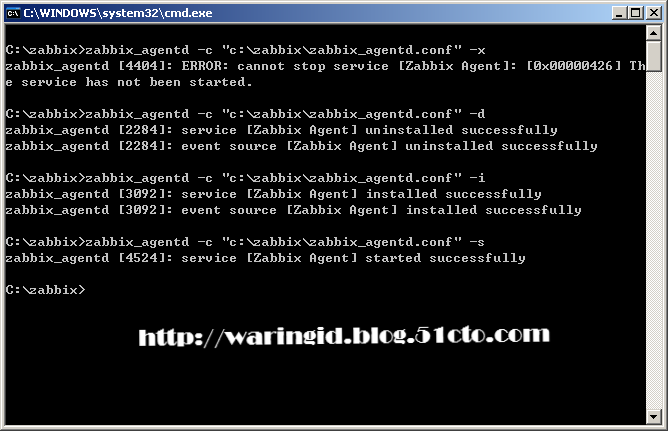 C:\WINDOWS\system32\cmd.exe
C:\zabbix>zabbix_agentd -c "c:\zabbix\zabbix_agentd.conf" -x
zabbix_agentd [4404]: ERROR: cannot stop service [Zabbix Agent]: [0x00000426] Th
e service has not been started.
C:\zabbix>zabbix_agentd -c "c:\zabbix\zabbix_agentd.conf" -d
zabbix_agentd [2284]: service [Zabbix Agent] uninstalled successfully
zabbix_agentd [2284]: event source [Zabbix Agent] uninstalled successfully
C:\zabbix>zabbix_agentd -c "c:\zabbix\zabbix_agentd.conf" -i
zabbix_agentd [3092]: service [Zabbix Agent] installed successfully
zabbix_agentd [3092]: event source [Zabbix Agent] installed successfully
C:\zabbix>zabbix_agentd -c "c:\zabbix\zabbix_agentd.conf" -s
zabbix_agentd [4524]: service [Zabbix Agent] started successfully
C:\zabbix>
http://waringid.blog.51cto.com